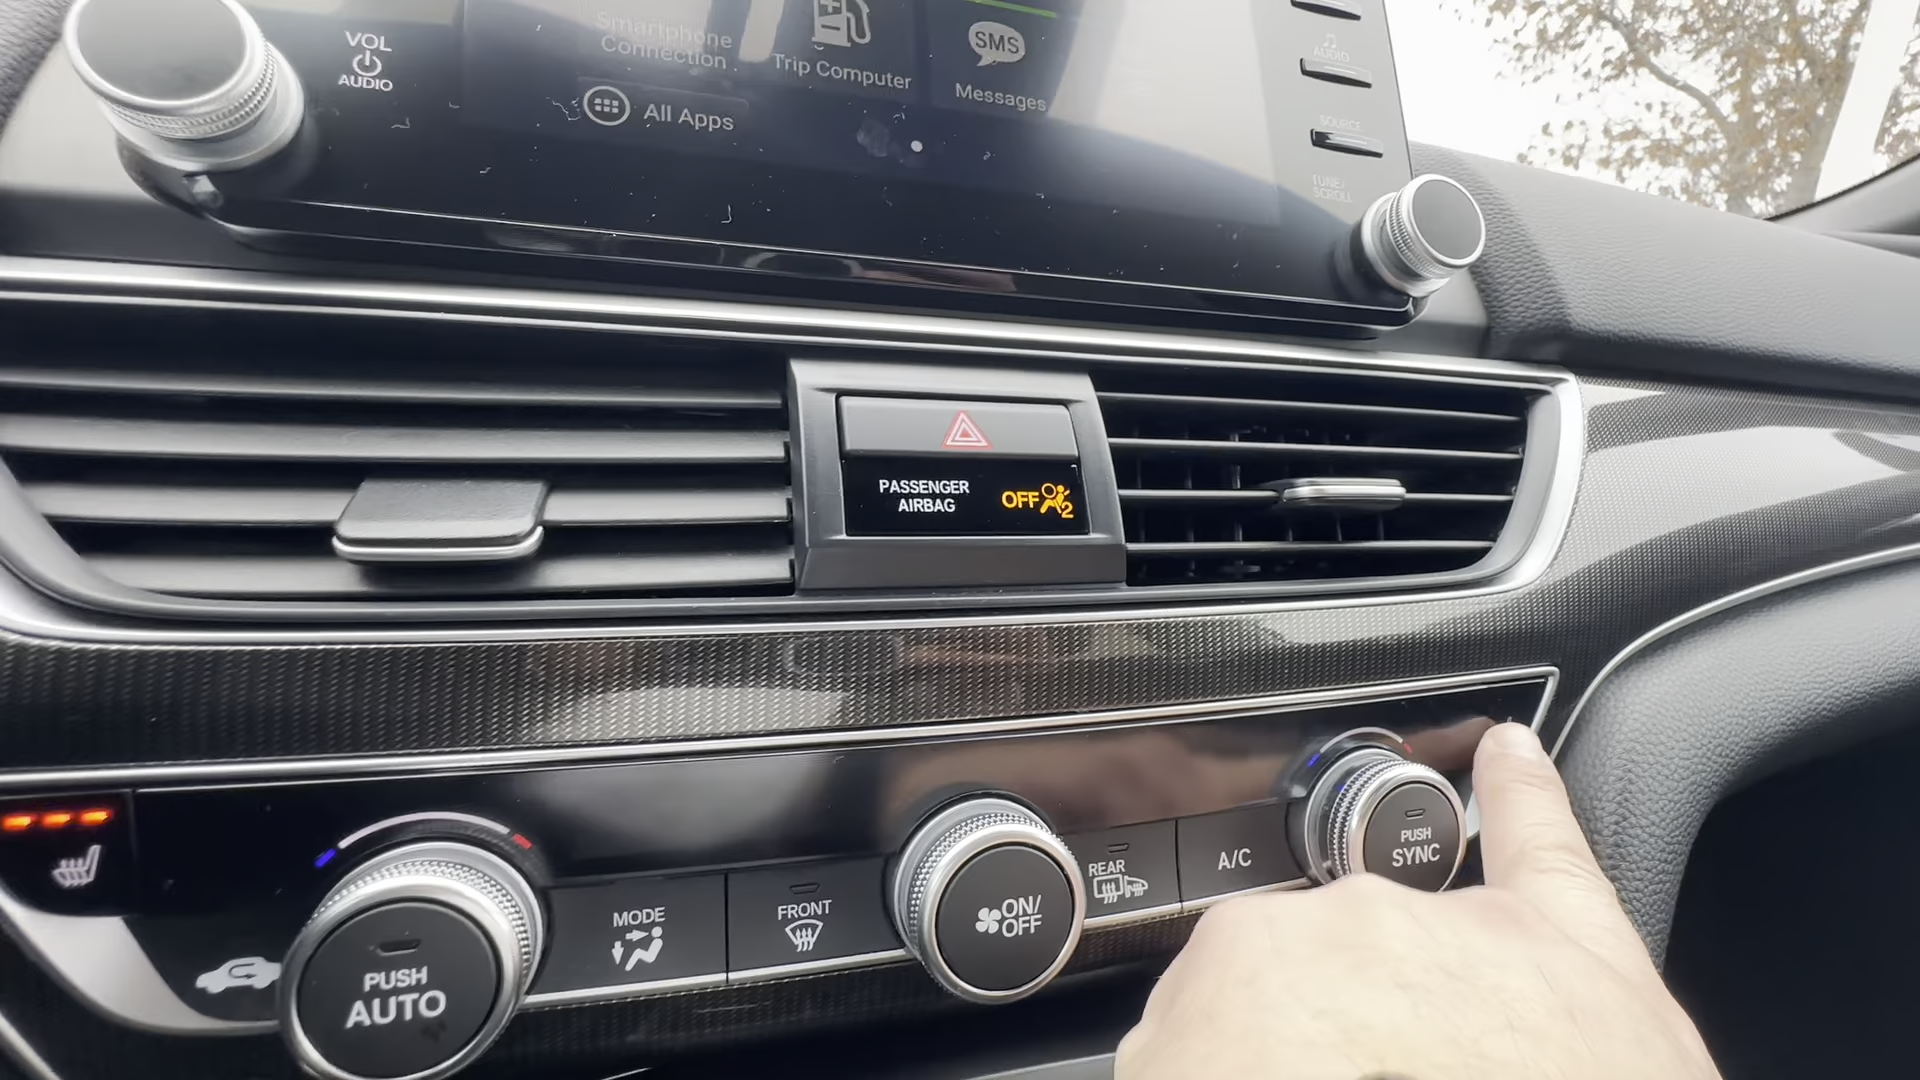 VOL
AUDIO
Smartphone
Connection
Trip Computer
SMS
Messages
All Apps
AUDIO
SOURCE
TUNE/
SCROLL
PASSENGER
AIRBAG
OFF
2
PUSH
AUTO
MODE
FRONT
ON/
OFF
REAR
A/C
PUSH
SYNC